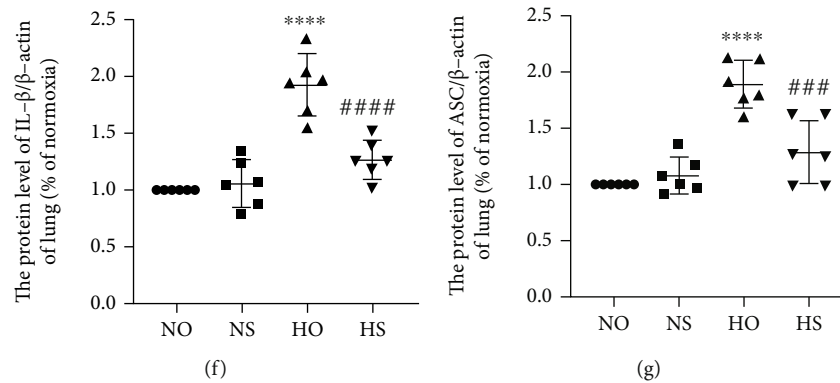 The protein level of IL–β/β–actin
of lung (% of normoxia)
2.5
2.0
1.5
1.0
0.5
0.0
****
####
NO NS HO HS
(f)
The protein level of ASC/β–actin
of lung (% of normoxia)
2.5
2.0
1.5
1.0
0.5
0.0
****
###
NO NS HO HS
(g)